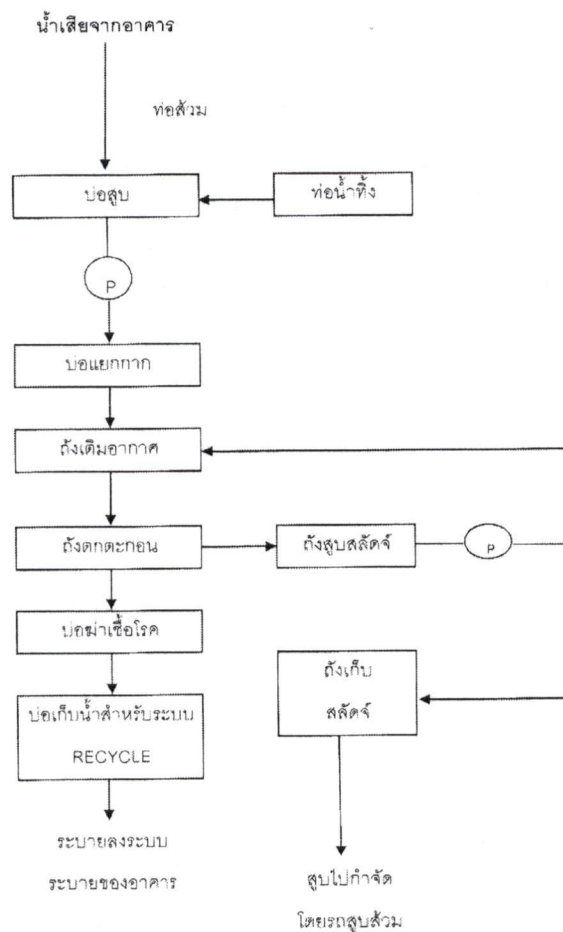 น้ำเสียจากอาคาร
ท่อส้วม
บ่อสูบ
ท่อน้ำทิ้ง
P
บ่อแยกกาก
ถังเติมอากาศ
ถังตกตะกอน
ถังสูบสลัดจ์
P
บ่อฆ่าเชื้อโรค
ถังเก็บ
สลัดจ์
บ่อเก็บน้ำสำหรับระบบ
RECYCLE
ระบายลงระบบ
ระบายของอาคาร
สูบไปกำจัด
โดยรถสูบส้วม